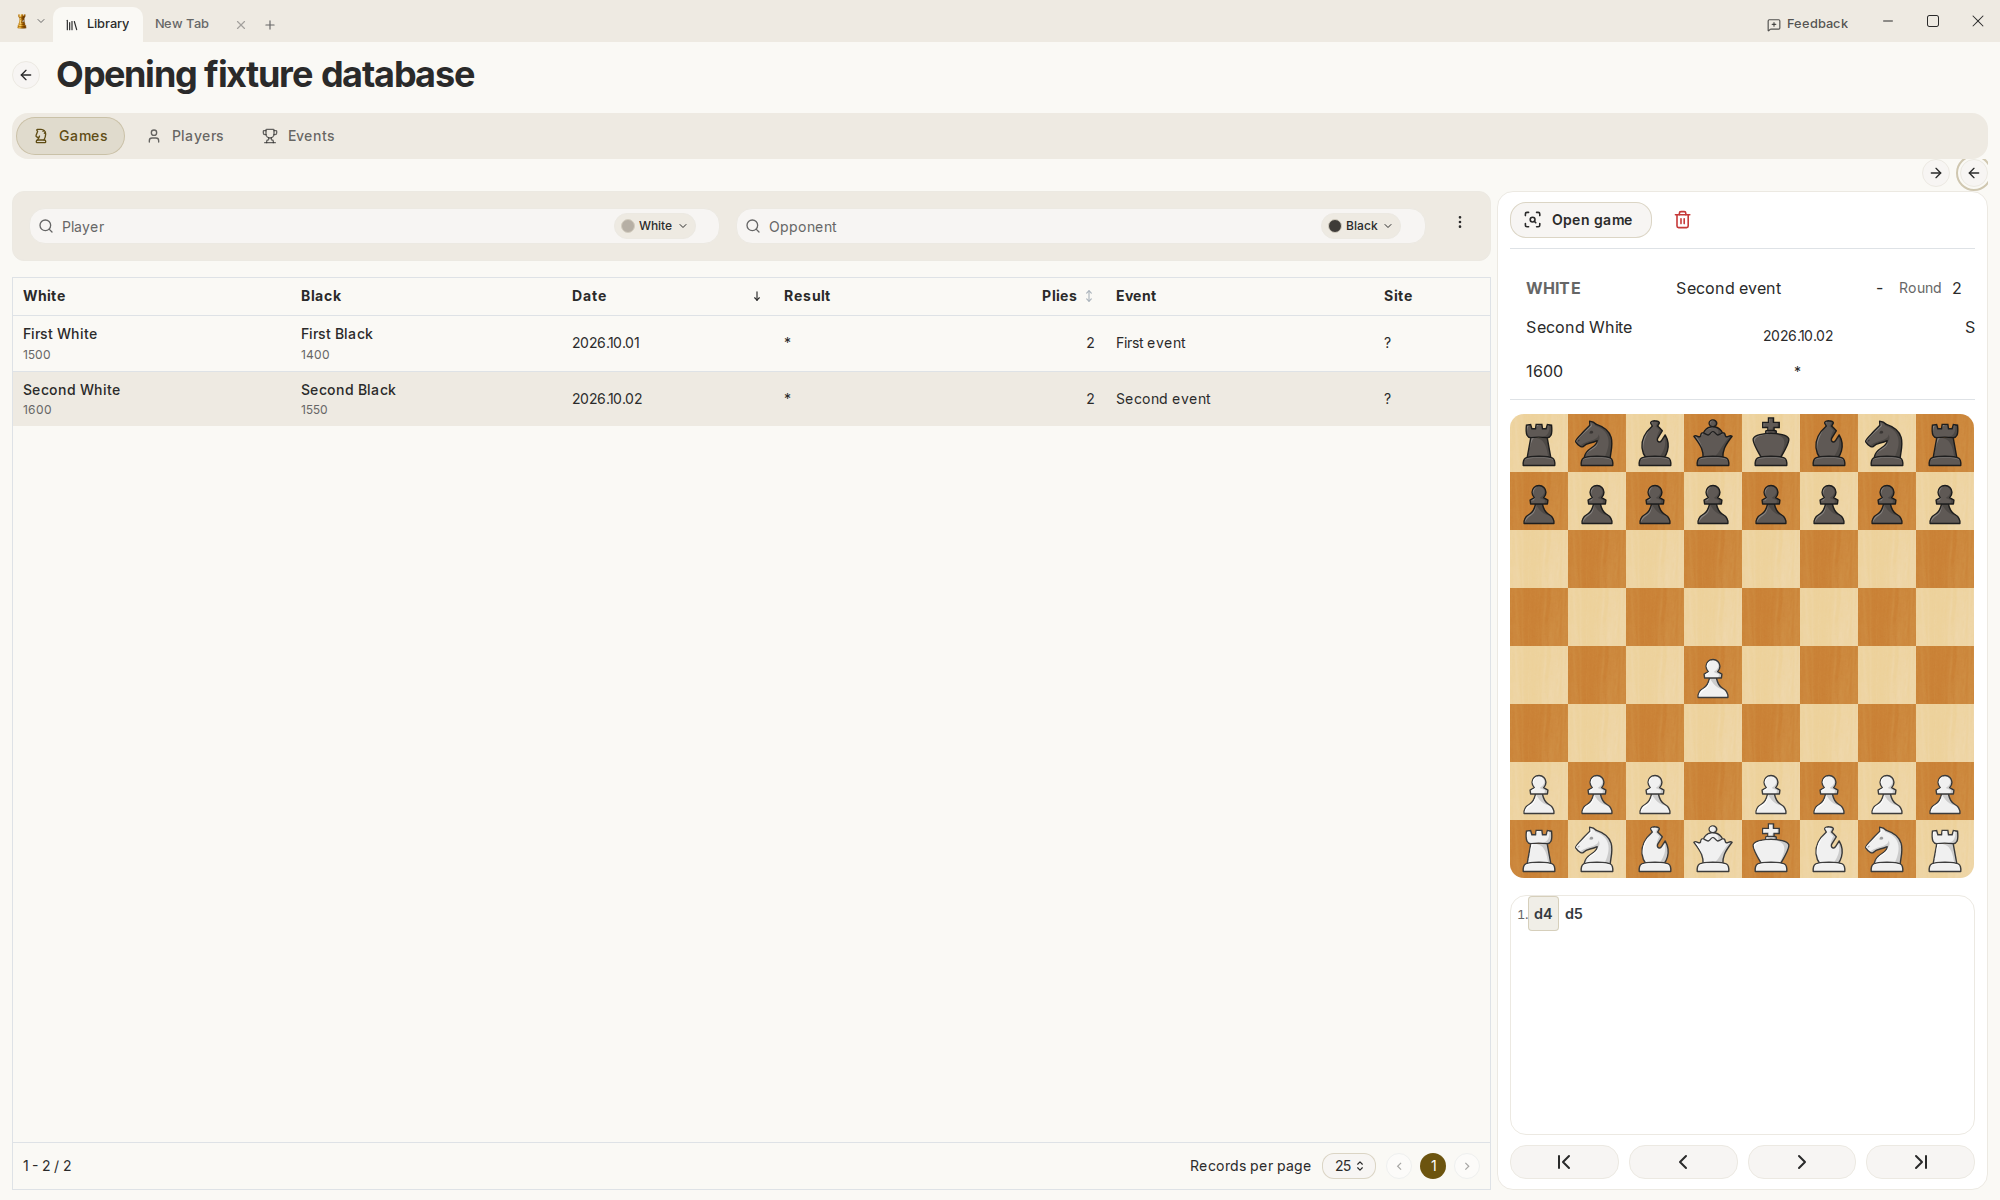 Library
New Tab
Feedback
Opening fixture database
Games
Players
Events
Player
White
Opponent
Black
White Black Date Result Plies Event Site
First White First Black 2026.10.01 * 2 First event ?
1500 1400
Second White Second Black 2026.10.02 * 2 Second event ?
1600 1550
1 - 2 / 2
Records per page 25 1
Open game
WHITE Second event - Round 2
Second White 2026.10.02 S
1600 *
1. d4 d5